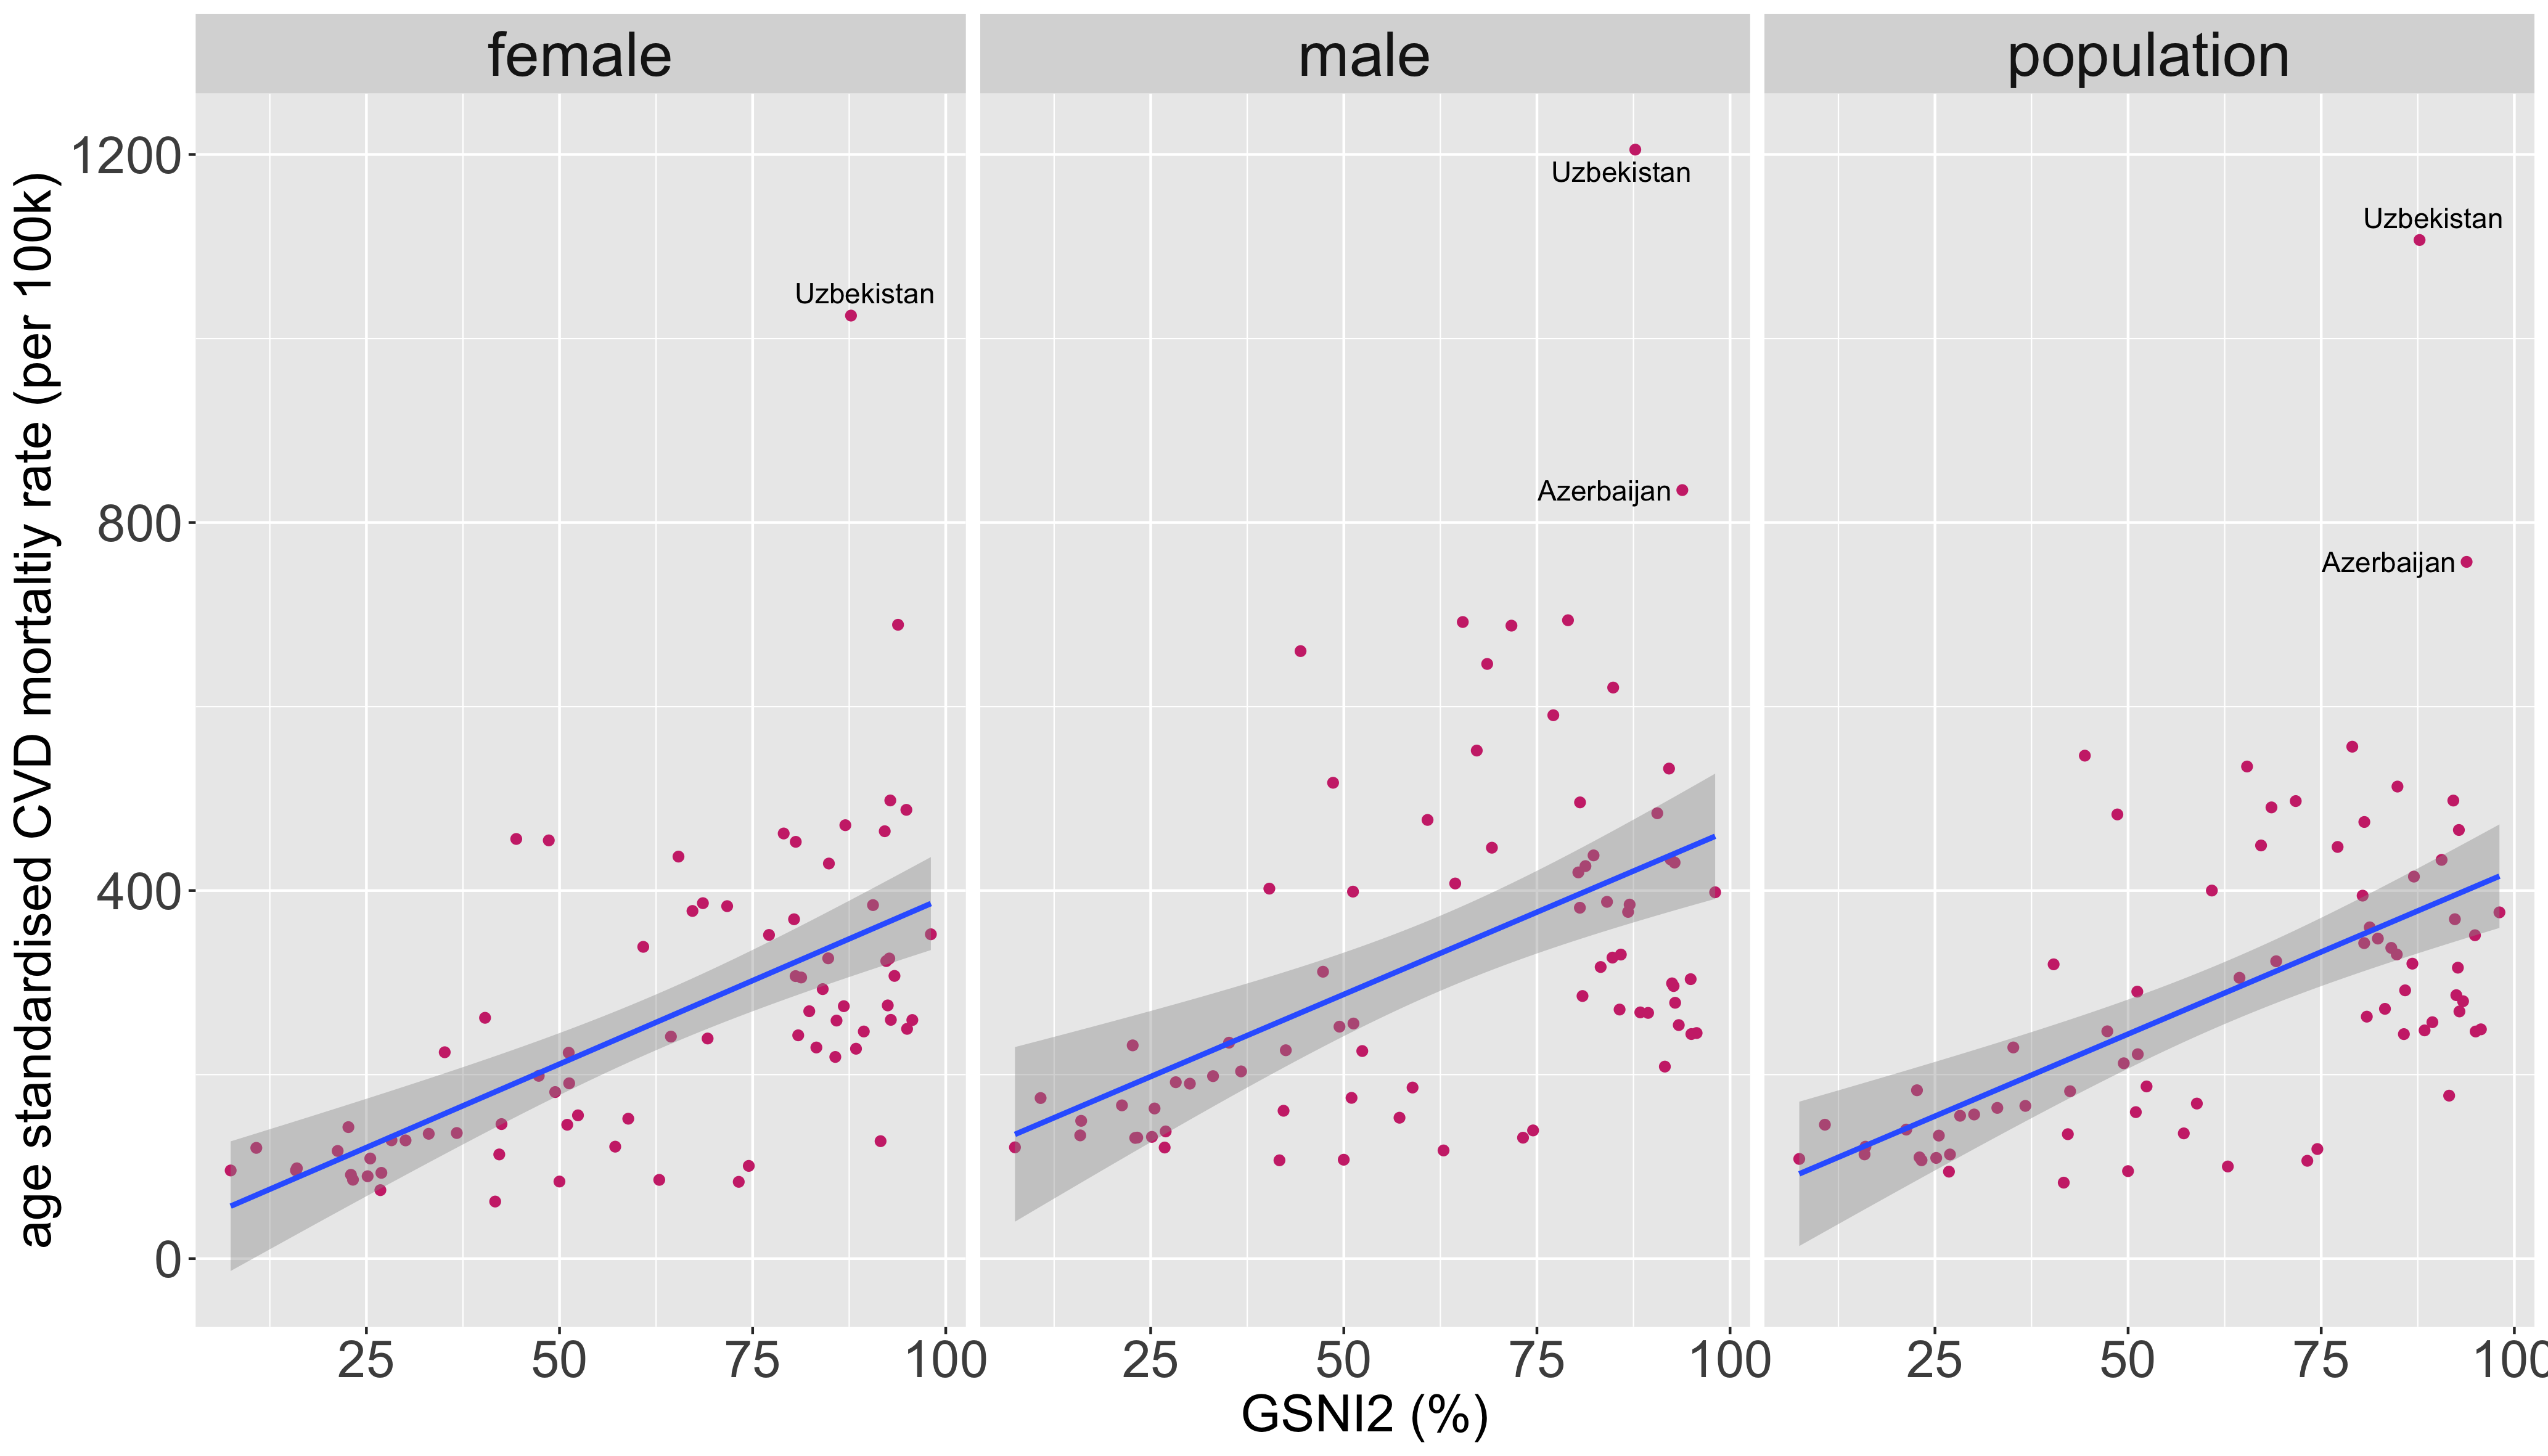 female
male
population
age standardised CVD mortaltiy rate (per 100k)
1200
800
400
0
Uzbekistan
Uzbekistan
Azerbaijan
Uzbekistan
Azerbaijan
25 50 75 100
25 50 75 100
25 50 75 100
GSNI2 (%)